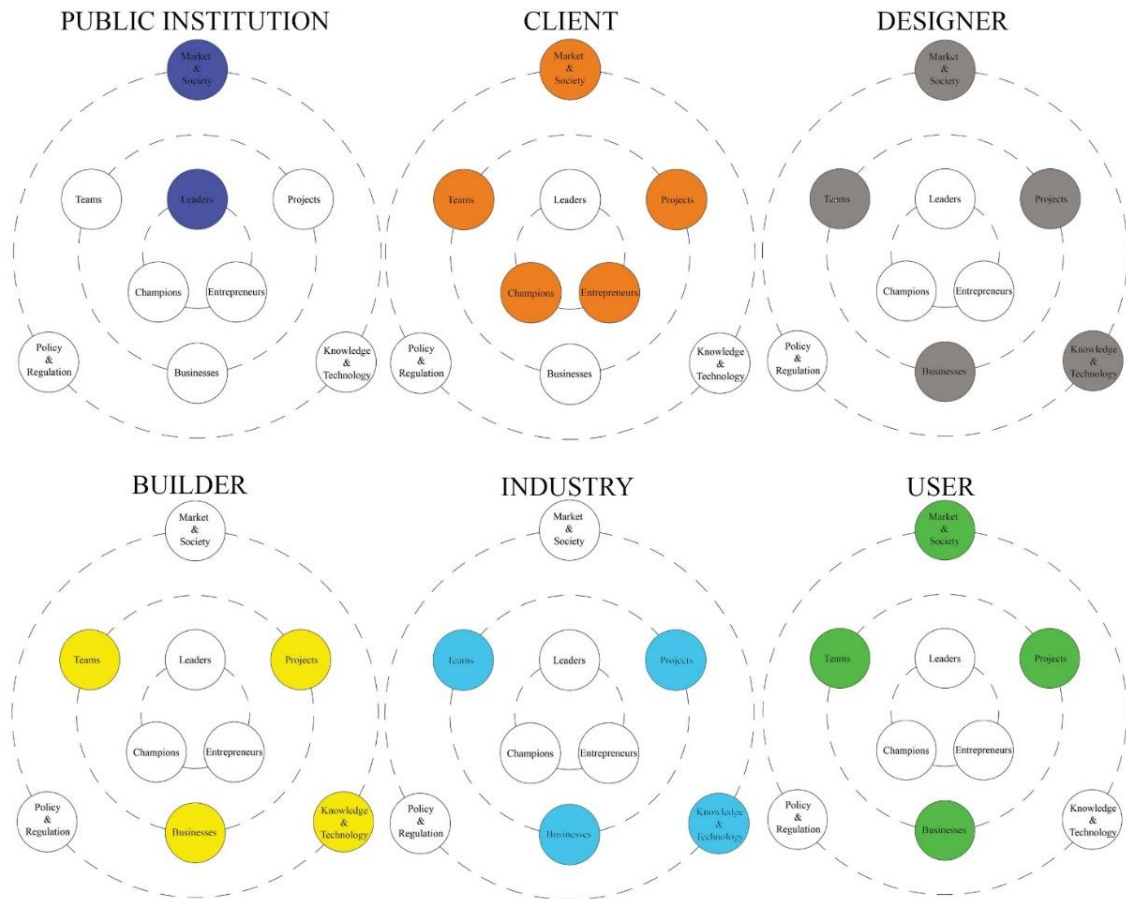 PUBLIC INSTITUTION
Market
&
Society
Teams
Leaders
Projects
Champions
Entrepreneurs
Policy
&
Regulation
Businesses
Knowledge
&
Technology
CLIENT
Market
&
Society
Teams
Leaders
Projects
Champions
Entrepreneurs
Policy
&
Regulation
Businesses
Knowledge
&
Technology
DESIGNER
Market
&
Society
Teams
Leaders
Projects
Champions
Entrepreneurs
Policy
&
Regulation
Businesses
Knowledge
&
Technology
BUILDER
Market
&
Society
Teams
Leaders
Projects
Champions
Entrepreneurs
Policy
&
Regulation
Businesses
Knowledge
&
Technology
INDUSTRY
Market
&
Society
Teams
Leaders
Projects
Champions
Entrepreneurs
Policy
&
Regulation
Businesses
Knowledge
&
Technology
USER
Market
&
Society
Teams
Leaders
Projects
Champions
Entrepreneurs
Policy
&
Regulation
Businesses
Knowledge
&
Technology